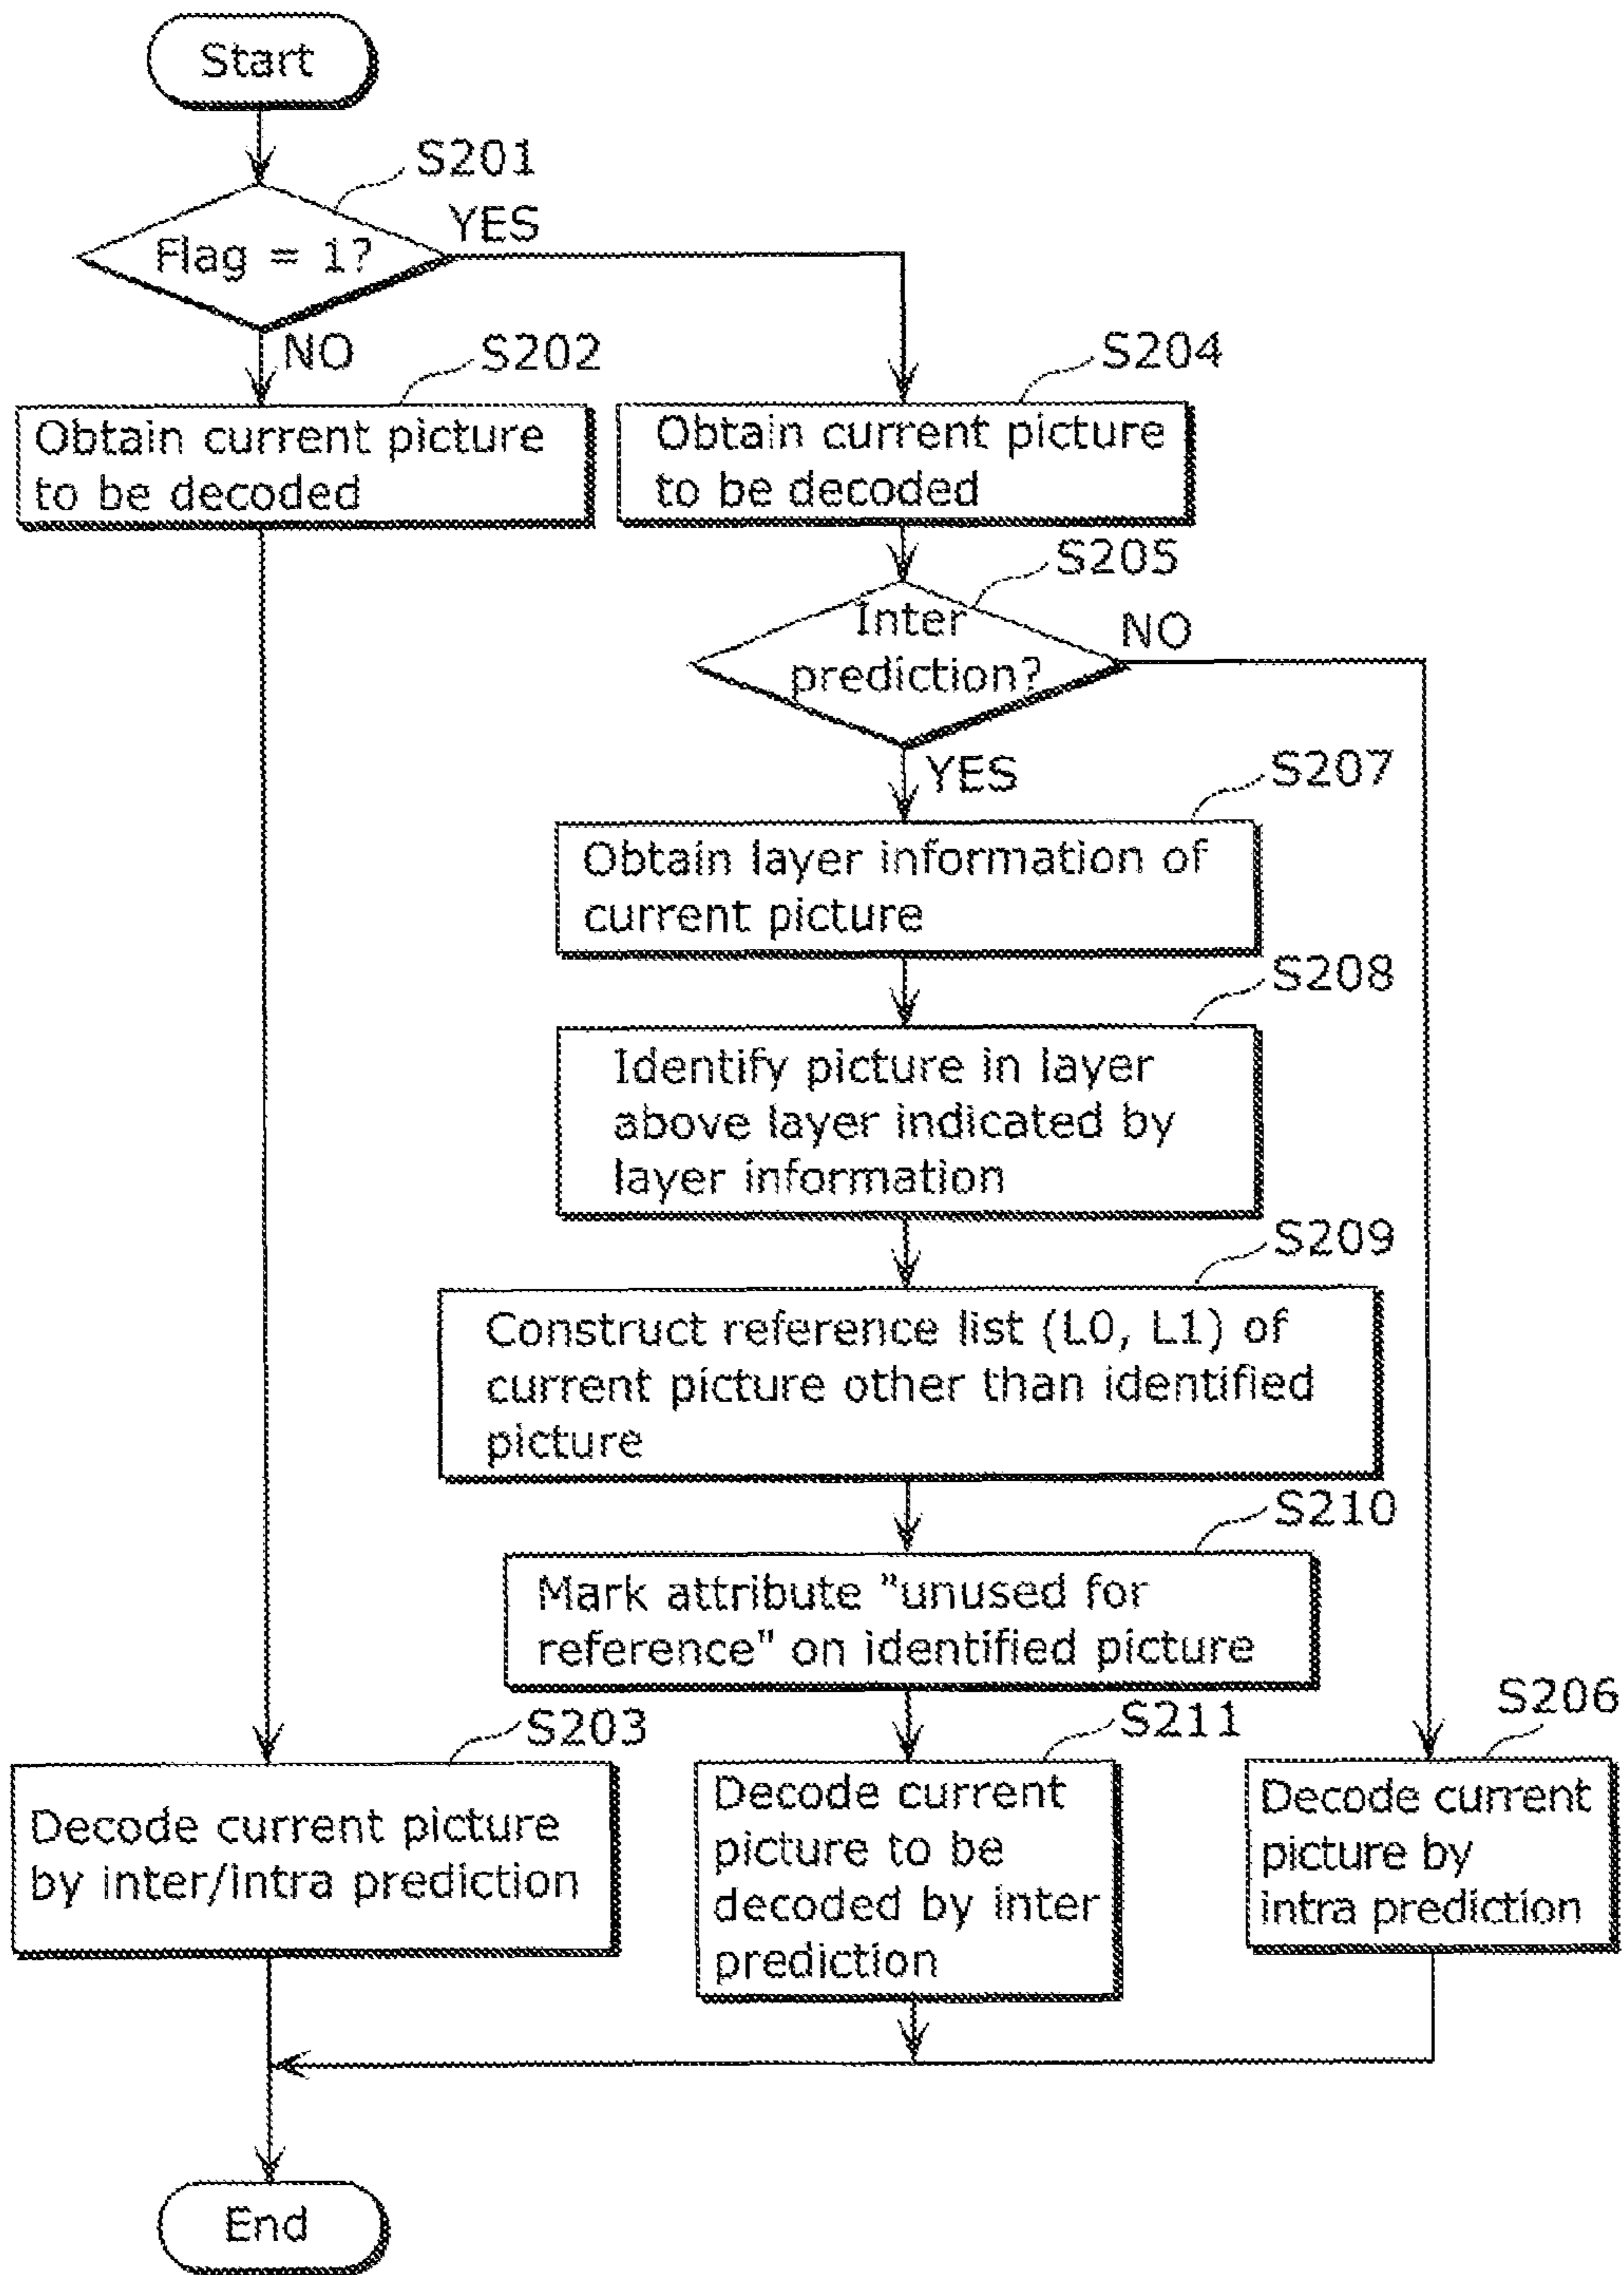 Start
S201
Flag = 1?
YES
NO
S202
Obtain current picture
to be decoded
S204
Obtain current picture
to be decoded
S205
Inter
prediction?
NO
YES
S207
Obtain layer information of
current picture
S208
Identify picture in layer
above layer indicated by
layer information
S209
Construct reference list (L0, L1) of
current picture other than identified
picture
S210
Mark attribute "unused for
reference" on identified picture
S203
Decode current picture
by inter/intra prediction
S211
Decode current
picture to be
decoded by inter
prediction
S206
Decode current
picture by
intra prediction
End